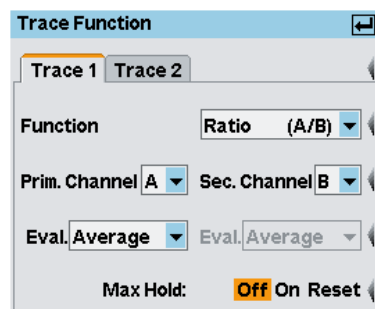 Trace Function
Trace 1 Trace 2
Function Ratio (A/B)
Prim. Channel A Sec. Channel B
Eval. Average Eval. Average
Max Hold: Off On Reset